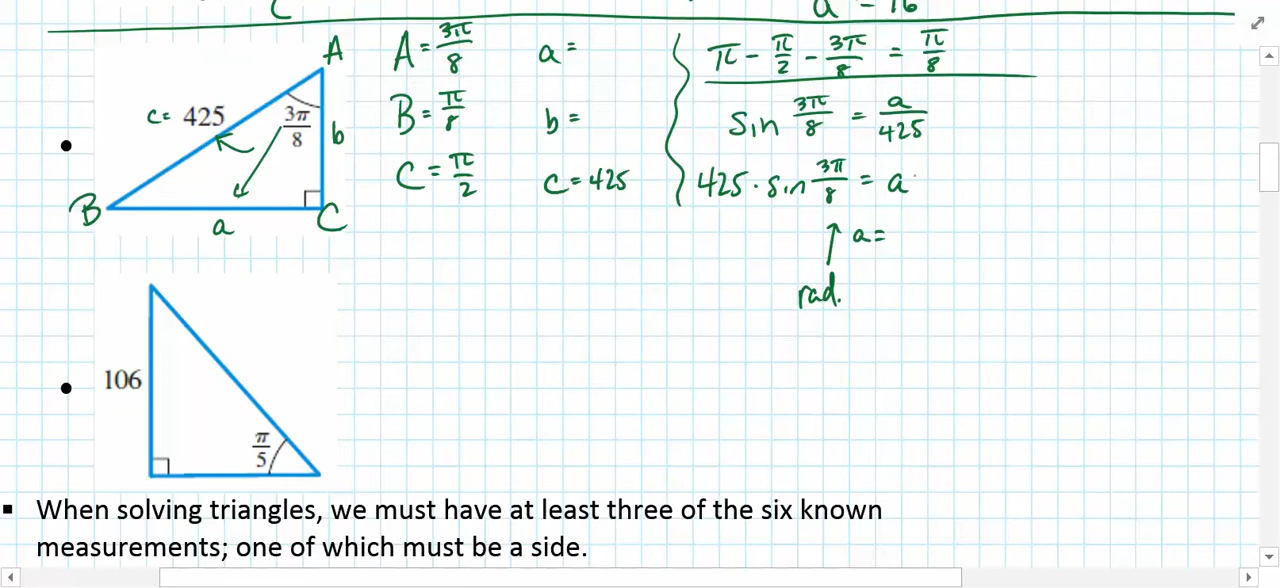 A
c= 425
3π/8
b
B
C
a
A = 3π/8 a =
B = π/8 b =
C = π/2 c = 425
π - π/2 - 3π/8 = π/8
sin 3π/8 = a/425
425 · sin 3π/8 = a
a =
rad.
106
π/5
▪ When solving triangles, we must have at least three of the six known
measurements; one of which must be a side.